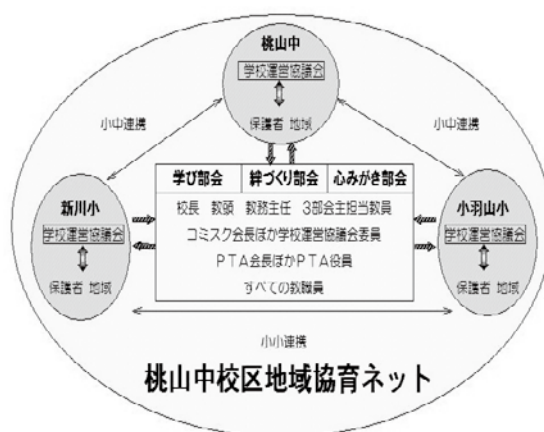 桃山中
学校運営協議会
保護者 地域
小中連携
小中連携
学び部会 絆づくり部会 心みがき部会
校長 教頭 教務主任 3部会主担当教員
コミスク会長ほか学校運営協議会委員
PTA会長ほかPTA役員
すべての教職員
新川小
学校運営協議会
保護者 地域
小羽山小
学校運営協議会
保護者 地域
小小連携
桃山中校区地域協育ネット